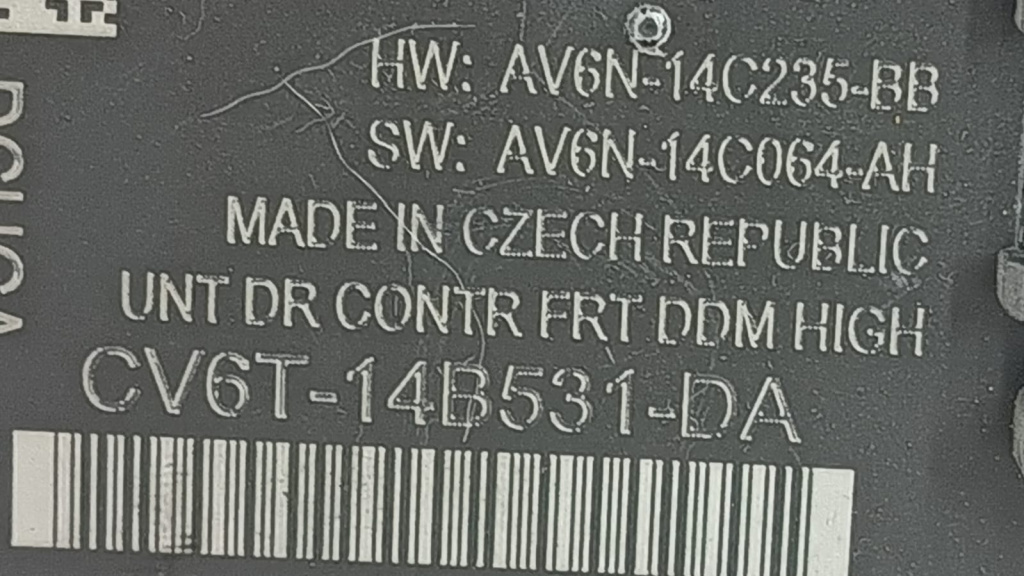 HW: AV6N-14C235-BB
SW: AV6N-14C064-AH
MADE IN CZECH REPUBLIC
UNT DR CONTR FRT DDM HIGH
CV6T-14B531-DA